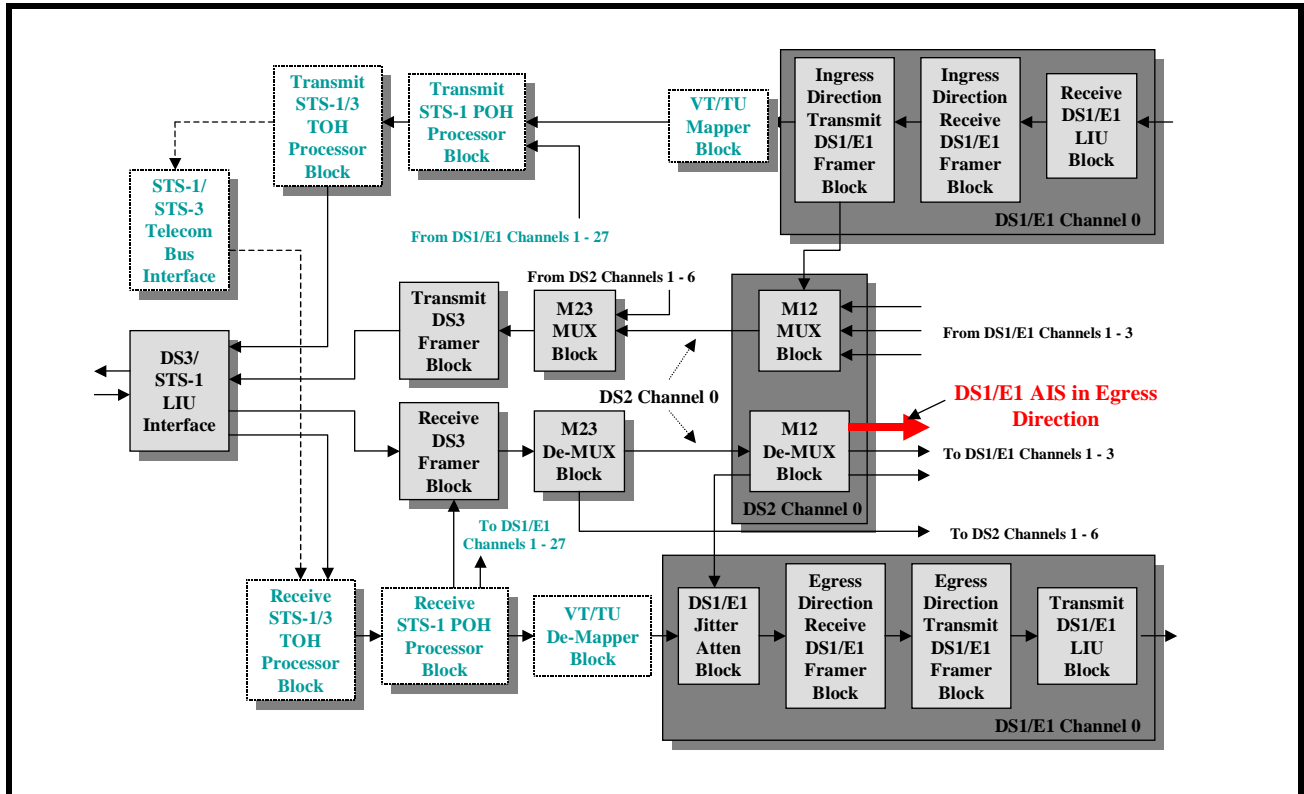 Transmit
STS-1/3
TOH
Processor
Block
Transmit
STS-1 POH
Processor
Block
VT/TU
Mapper
Block
Ingress
Direction
Transmit
DS1/E1
Framer
Block
Ingress
Direction
Receive
DS1/E1
Framer
Block
Receive
DS1/E1
LIU
Block
DS1/E1 Channel 0
STS-1/
STS-3
Telecom
Bus
Interface
From DS1/E1 Channels 1 - 27
From DS2 Channels 1 - 6
Transmit
DS3
Framer
Block
M23
MUX
Block
M12
MUX
Block
From DS1/E1 Channels 1 - 3
DS3/
STS-1
LIU
Interface
DS2 Channel 0
DS1/E1 AIS in Egress
Direction
Receive
DS3
Framer
Block
M23
De-MUX
Block
M12
De-MUX
Block
To DS1/E1 Channels 1 - 3
DS2 Channel 0
To DS1/E1
Channels 1 - 27
To DS2 Channels 1 - 6
Receive
STS-1/3
TOH
Processor
Block
Receive
STS-1 POH
Processor
Block
VT/TU
De-Mapper
Block
DS1/E1
Jitter
Atten
Block
Egress
Direction
Receive
DS1/E1
Framer
Block
Egress
Direction
Transmit
DS1/E1
Framer
Block
Transmit
DS1/E1
LIU
Block
DS1/E1 Channel 0